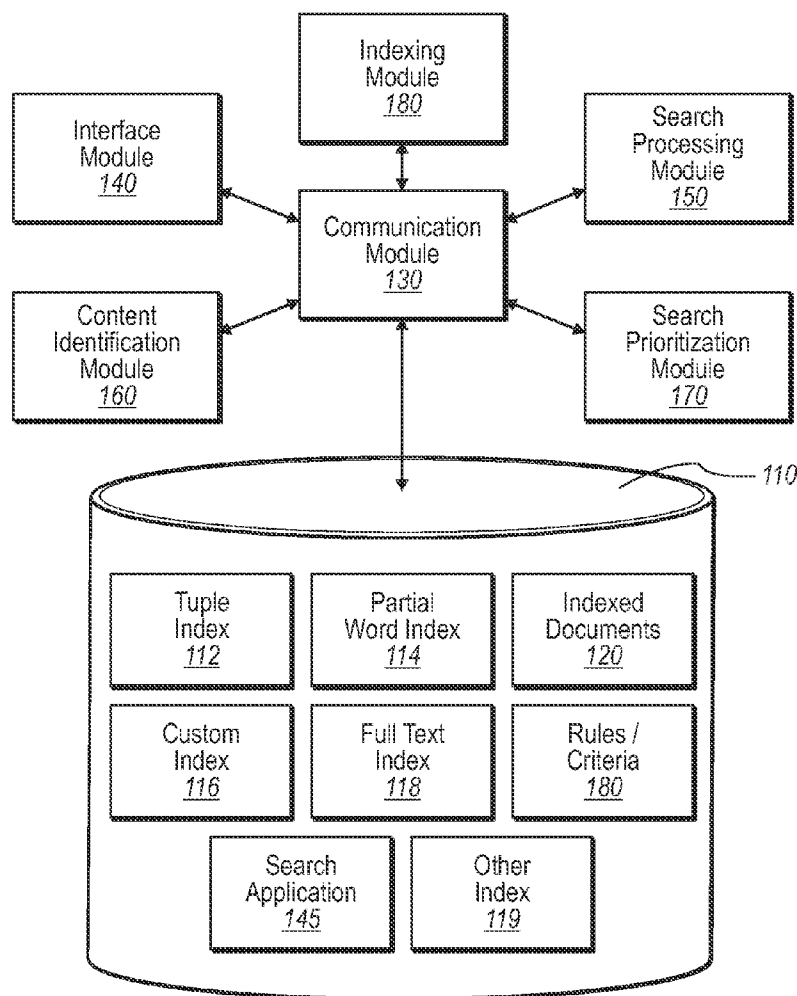 Indexing
Module
180
Interface
Module
140
Search
Processing
Module
150
Communication
Module
130
Content
Identification
Module
160
Search
Prioritization
Module
170
110
Tuple
Index
112
Partial
Word Index
114
Indexed
Documents
120
Custom
Index
116
Full Text
Index
118
Rules /
Criteria
180
Search
Application
145
Other
Index
119